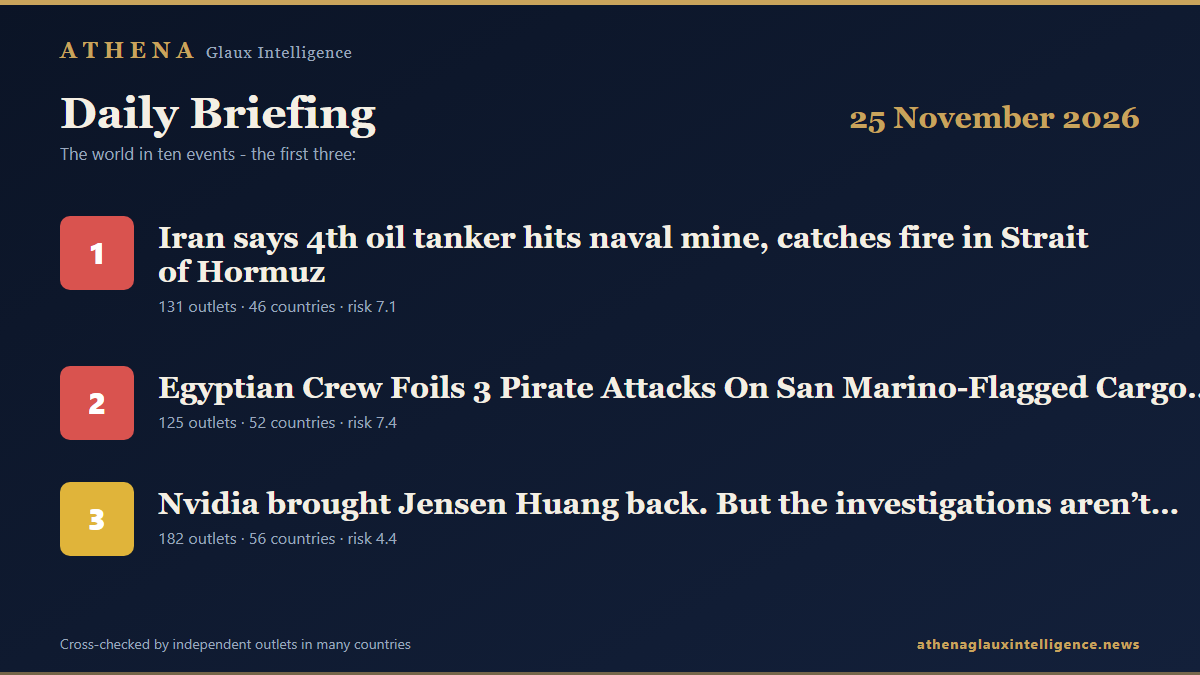 ATHENA Glaux Intelligence
Daily Briefing
25 November 2026
The world in ten events - the first three:
1
Iran says 4th oil tanker hits naval mine, catches fire in Strait
of Hormuz
131 outlets · 46 countries · risk 7.1
2
Egyptian Crew Foils 3 Pirate Attacks On San Marino-Flagged Cargo...
125 outlets · 52 countries · risk 7.4
3
Nvidia brought Jensen Huang back. But the investigations aren’t...
182 outlets · 56 countries · risk 4.4
Cross-checked by independent outlets in many countries
athenaglauxintelligence.news